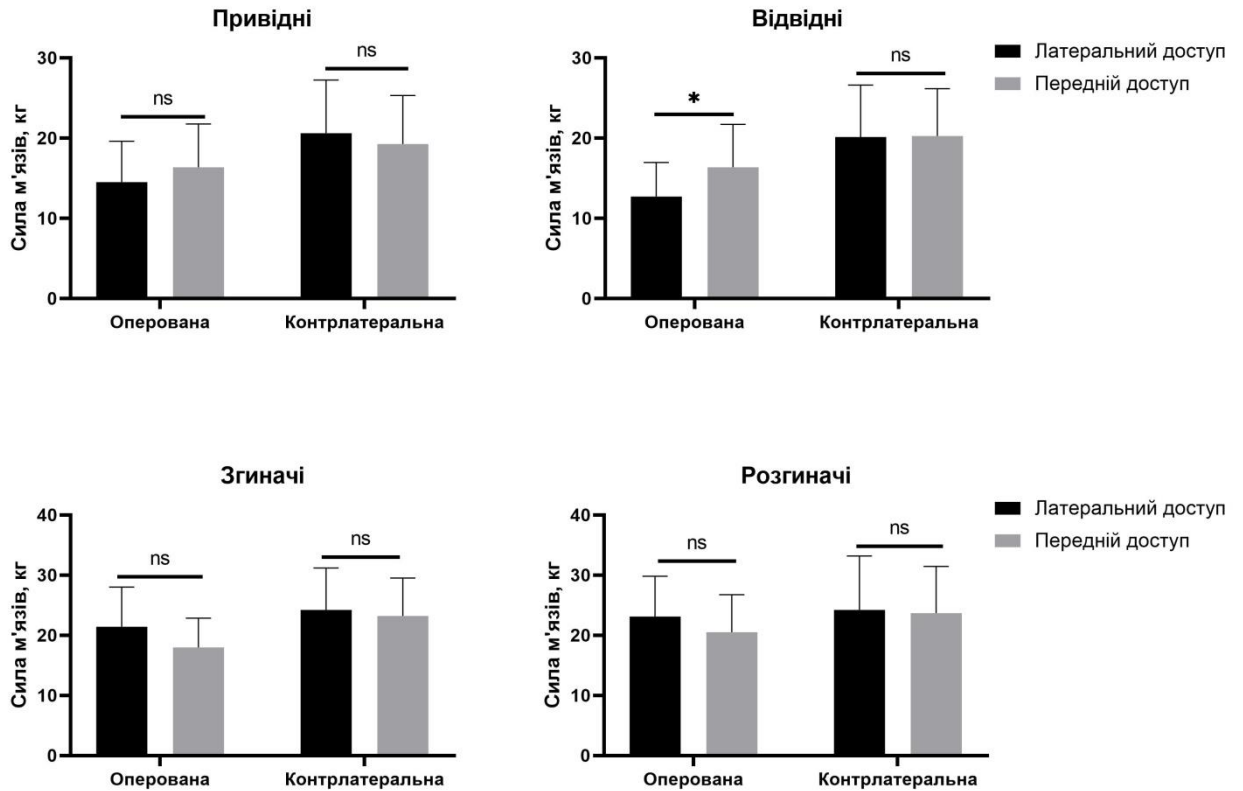 Привідні
Сила м'язів, кг
30
20
10
0
ns
ns
Оперована
Контрлатеральна
Відвідні
Сила м'язів, кг
30
20
10
0
*
ns
Оперована
Контрлатеральна
Латеральний доступ
Передній доступ
Згиначі
Сила м'язів, кг
40
30
20
10
0
ns
ns
Оперована
Контрлатеральна
Розгиначі
Сила м'язів, кг
40
30
20
10
0
ns
ns
Оперована
Контрлатеральна
Латеральний доступ
Передній доступ